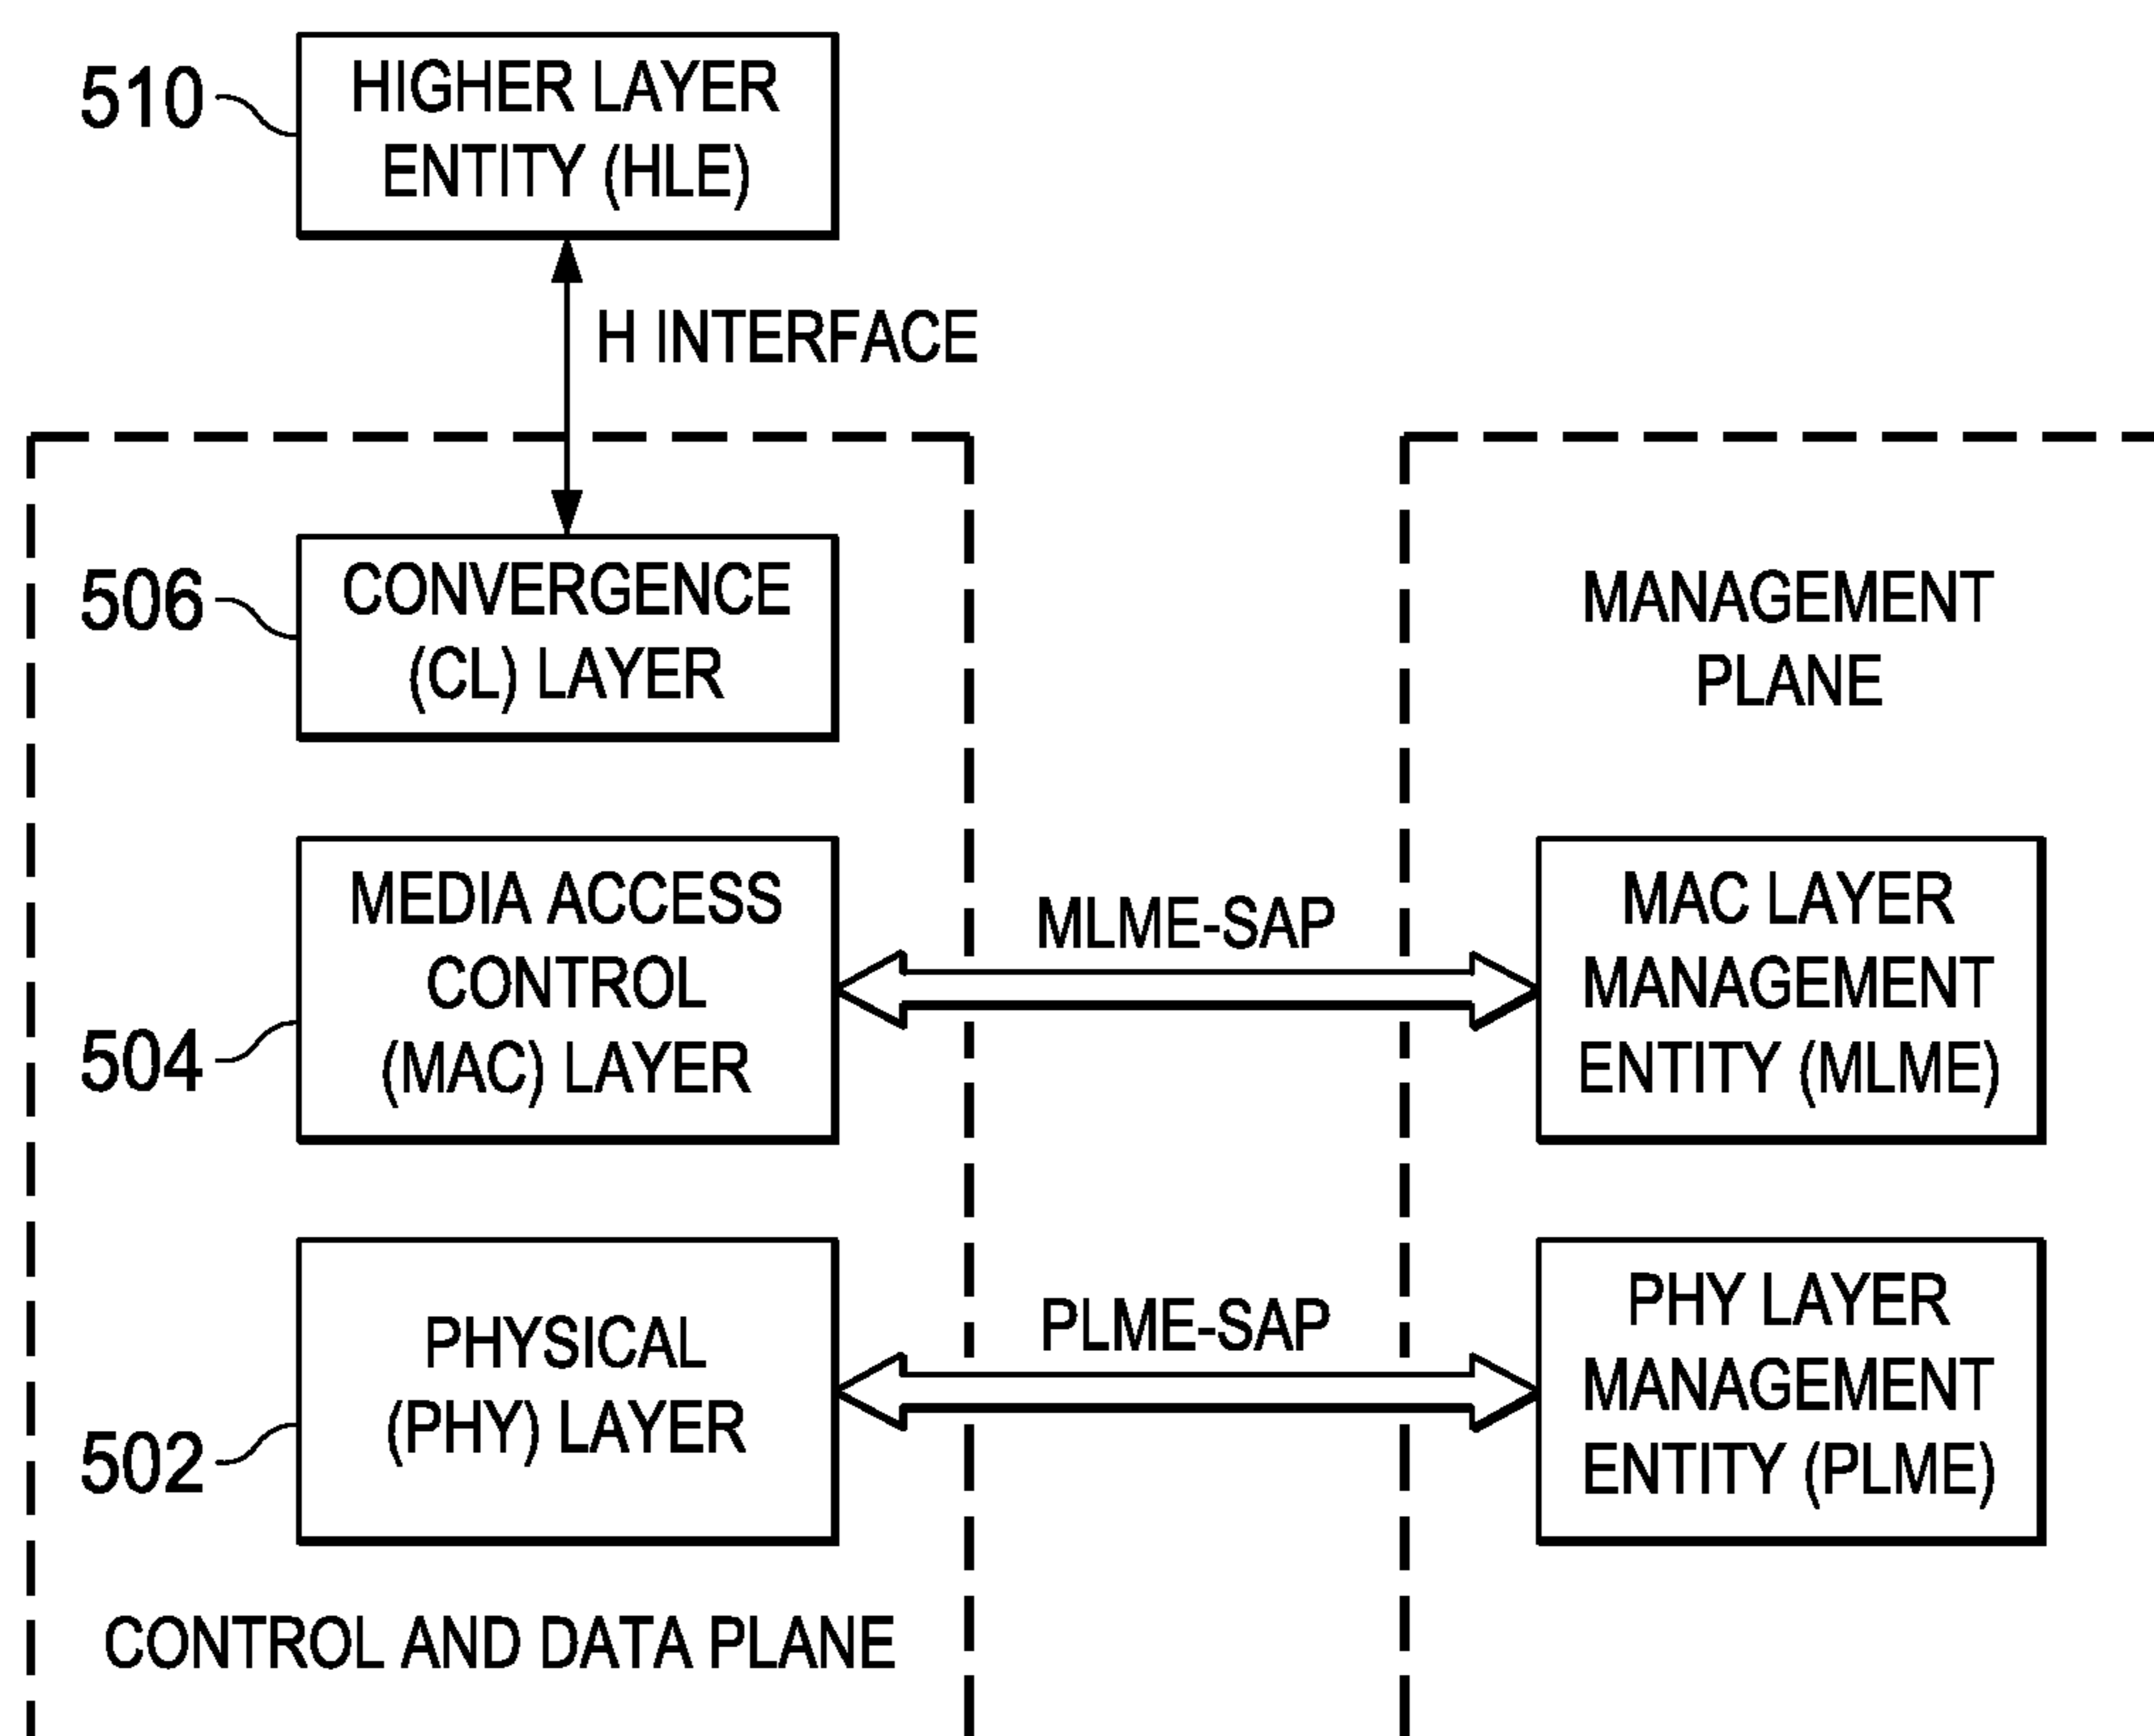 510
HIGHER LAYER
ENTITY (HLE)
H INTERFACE
506
CONVERGENCE
(CL) LAYER
MANAGEMENT
PLANE
504
MEDIA ACCESS
CONTROL
(MAC) LAYER
MLME-SAP
MAC LAYER
MANAGEMENT
ENTITY (MLME)
502
PHYSICAL
(PHY) LAYER
PLME-SAP
PHY LAYER
MANAGEMENT
ENTITY (PLME)
CONTROL AND DATA PLANE